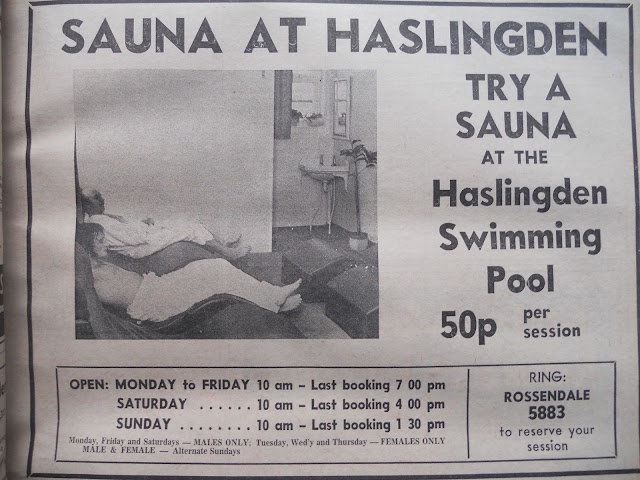 SAUNA AT HASLINGDEN
TRY A
SAUNA
AT THE
Haslingden
Swimming
Pool
50p per
session
OPEN: MONDAY to FRIDAY 10 am – Last booking 7 00 pm
SATURDAY ...... 10 am – Last booking 4 00 pm
SUNDAY ........ 10 am – Last booking 1 30 pm
Monday, Friday and Saturdays — MALES ONLY; Tuesday, Wed'y and Thursday — FEMALES ONLY
MALE & FEMALE — Alternate Sundays
RING:
ROSSENDALE
5883
to reserve your
session